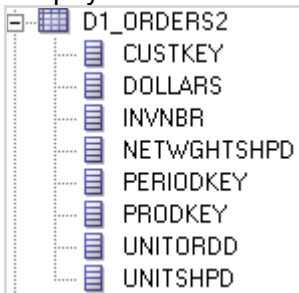 D1_ORDERS2
CUSTKEY
DOLLARS
INVNBR
NETWGHTSHPD
PERIODKEY
PRODKEY
UNITORDD
UNITSHPD